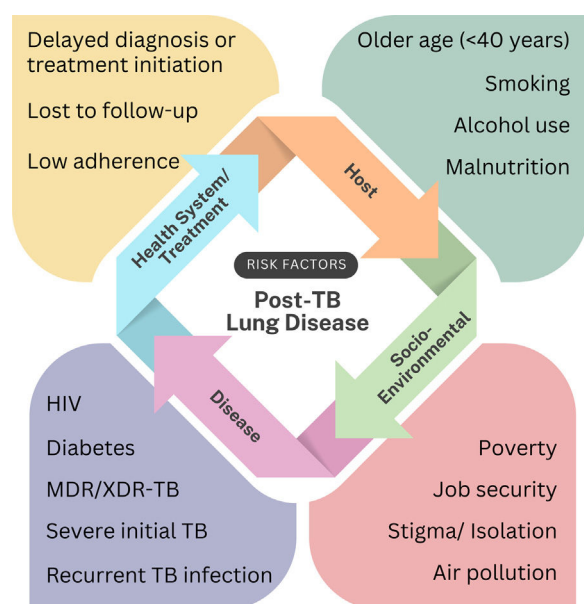 Delayed diagnosis or
treatment initiation
Lost to follow-up
Low adherence
Older age (<40 years)
Smoking
Alcohol use
Malnutrition
Health System/
Treatment
Host
RISK FACTORS
Post-TB
Lung Disease
Socio-
Environmental
Disease
HIV
Diabetes
MDR/XDR-TB
Severe initial TB
Recurrent TB infection
Poverty
Job security
Stigma/ Isolation
Air pollution